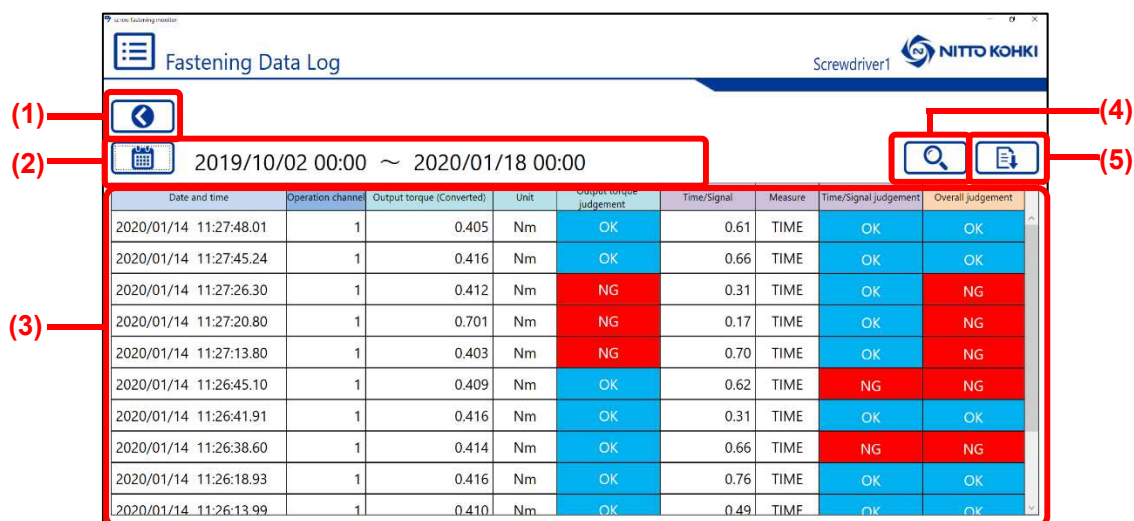 screw fastening monitor
Fastening Data Log
Screwdriver1
NITTO KOHKI
(1)
(4)
(2)
2019/10/02 00:00 ~ 2020/01/18 00:00
(5)
Date and time Operation channel Output torque (Converted) Unit Output torque judgement Time/Signal Measure Time/Signal judgement Overall judgement
2020/01/14 11:27:48.01 1 0.405 Nm OK 0.61 TIME OK OK
2020/01/14 11:27:45.24 1 0.416 Nm OK 0.66 TIME OK OK
2020/01/14 11:27:26.30 1 0.412 Nm NG 0.31 TIME OK NG
(3)
2020/01/14 11:27:20.80 1 0.701 Nm NG 0.17 TIME OK NG
2020/01/14 11:27:13.80 1 0.403 Nm NG 0.70 TIME OK NG
2020/01/14 11:26:45.10 1 0.409 Nm OK 0.62 TIME NG NG
2020/01/14 11:26:41.91 1 0.416 Nm OK 0.31 TIME OK OK
2020/01/14 11:26:38.60 1 0.414 Nm OK 0.66 TIME NG NG
2020/01/14 11:26:18.93 1 0.416 Nm OK 0.76 TIME OK OK
2020/01/14 11:26:13.99 1 0.410 Nm OK 0.49 TIME OK OK